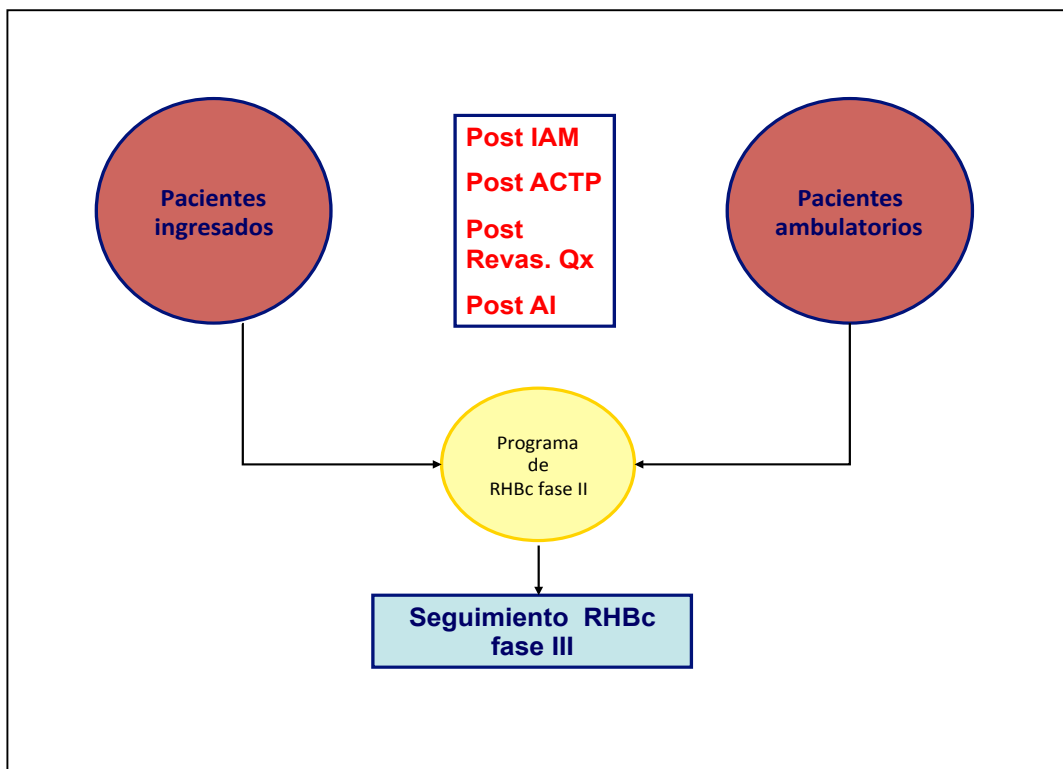 Pacientes
ingresados
Post IAM
Post ACTP
Post
Revas. Qx
Post AI
Pacientes
ambulatorios
Programa
de
RHBc fase II
Seguimiento RHBc
fase III